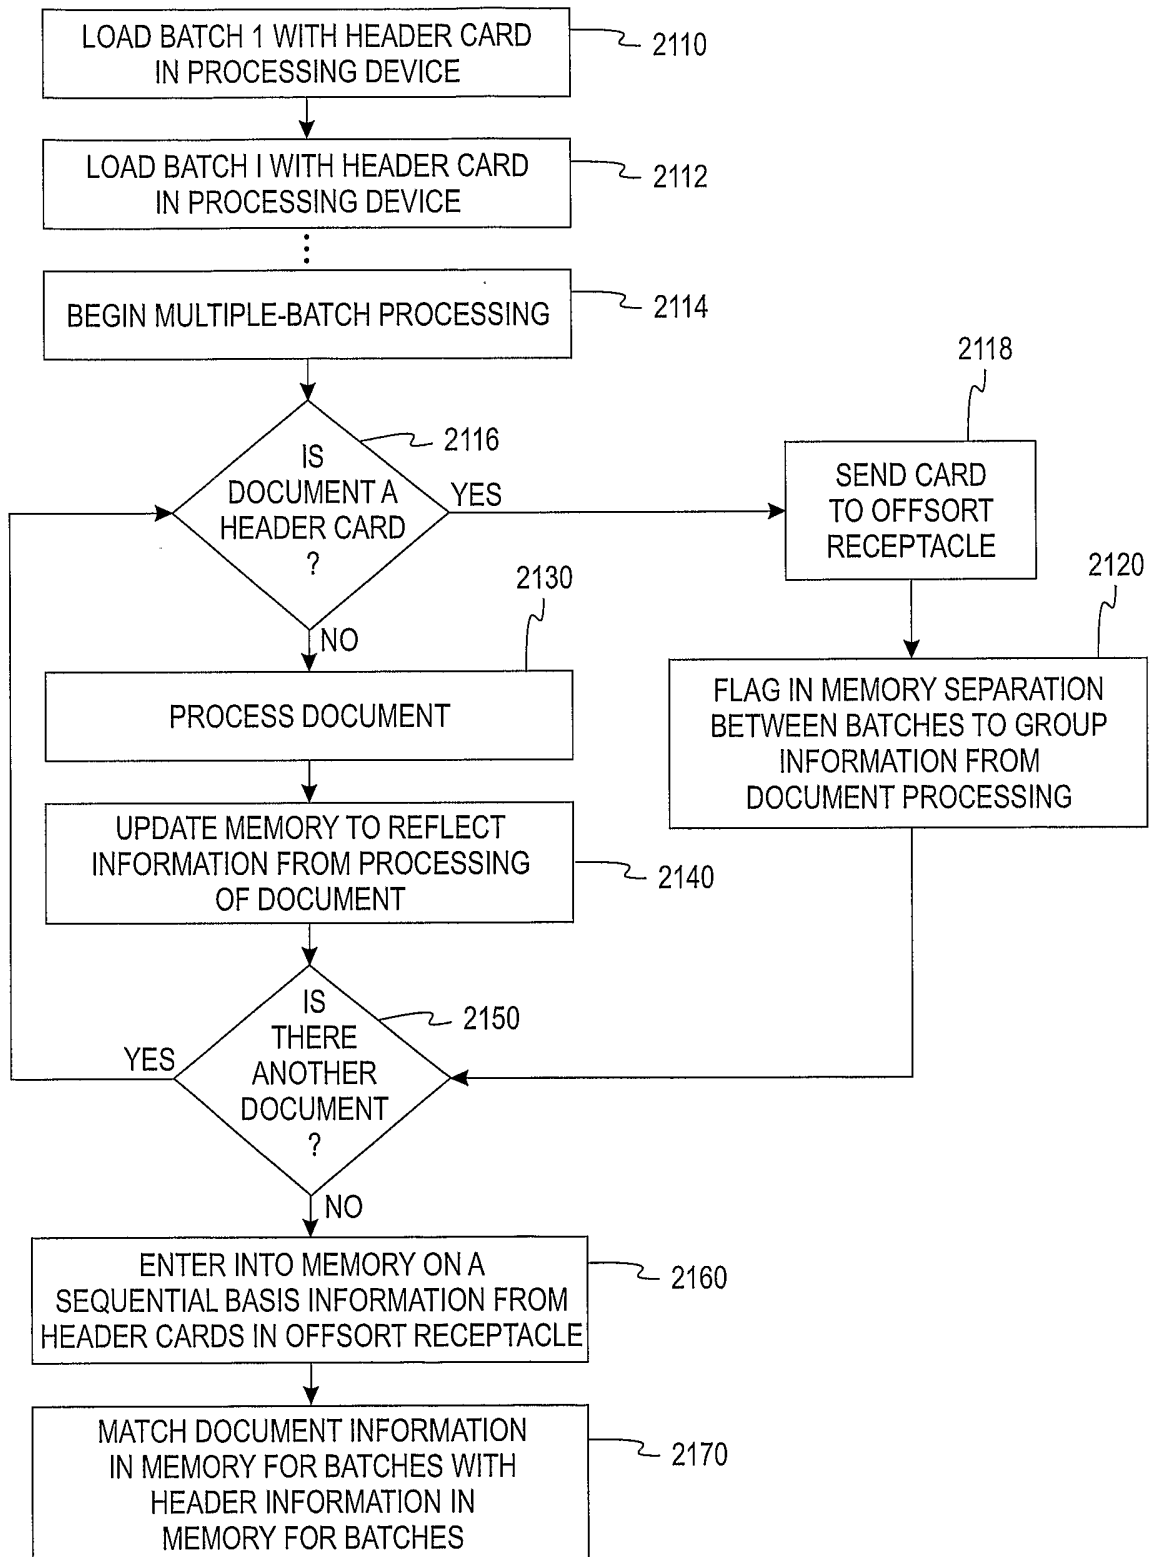 LOAD BATCH 1 WITH HEADER CARD
IN PROCESSING DEVICE
2110
LOAD BATCH I WITH HEADER CARD
IN PROCESSING DEVICE
2112
BEGIN MULTIPLE-BATCH PROCESSING
2114
IS
DOCUMENT A
HEADER CARD
?
2116
YES
2118
SEND CARD
TO OFFSORT
RECEPTACLE
NO
2130
PROCESS DOCUMENT
2120
FLAG IN MEMORY SEPARATION
BETWEEN BATCHES TO GROUP
INFORMATION FROM
DOCUMENT PROCESSING
UPDATE MEMORY TO REFLECT
INFORMATION FROM PROCESSING
OF DOCUMENT
2140
IS
THERE
ANOTHER
DOCUMENT
?
2150
YES
NO
ENTER INTO MEMORY ON A
SEQUENTIAL BASIS INFORMATION FROM
HEADER CARDS IN OFFSORT RECEPTACLE
2160
MATCH DOCUMENT INFORMATION
IN MEMORY FOR BATCHES WITH
HEADER INFORMATION IN
MEMORY FOR BATCHES
2170